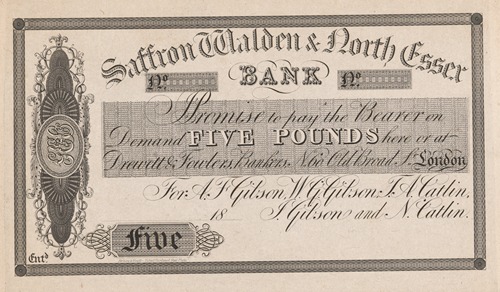 Saffron Walden & North Essex
No. BANK No.
I Promise to pay the Bearer on
Demand FIVE POUNDS here or at
Drewett & Fowlers, Bankers, No. 60 Old Broad St. London
For A. F. Gibson, W. G. Gibson, J. A. Catlin,
18 J. Gibson and N. Catlin.
Five
Entd.